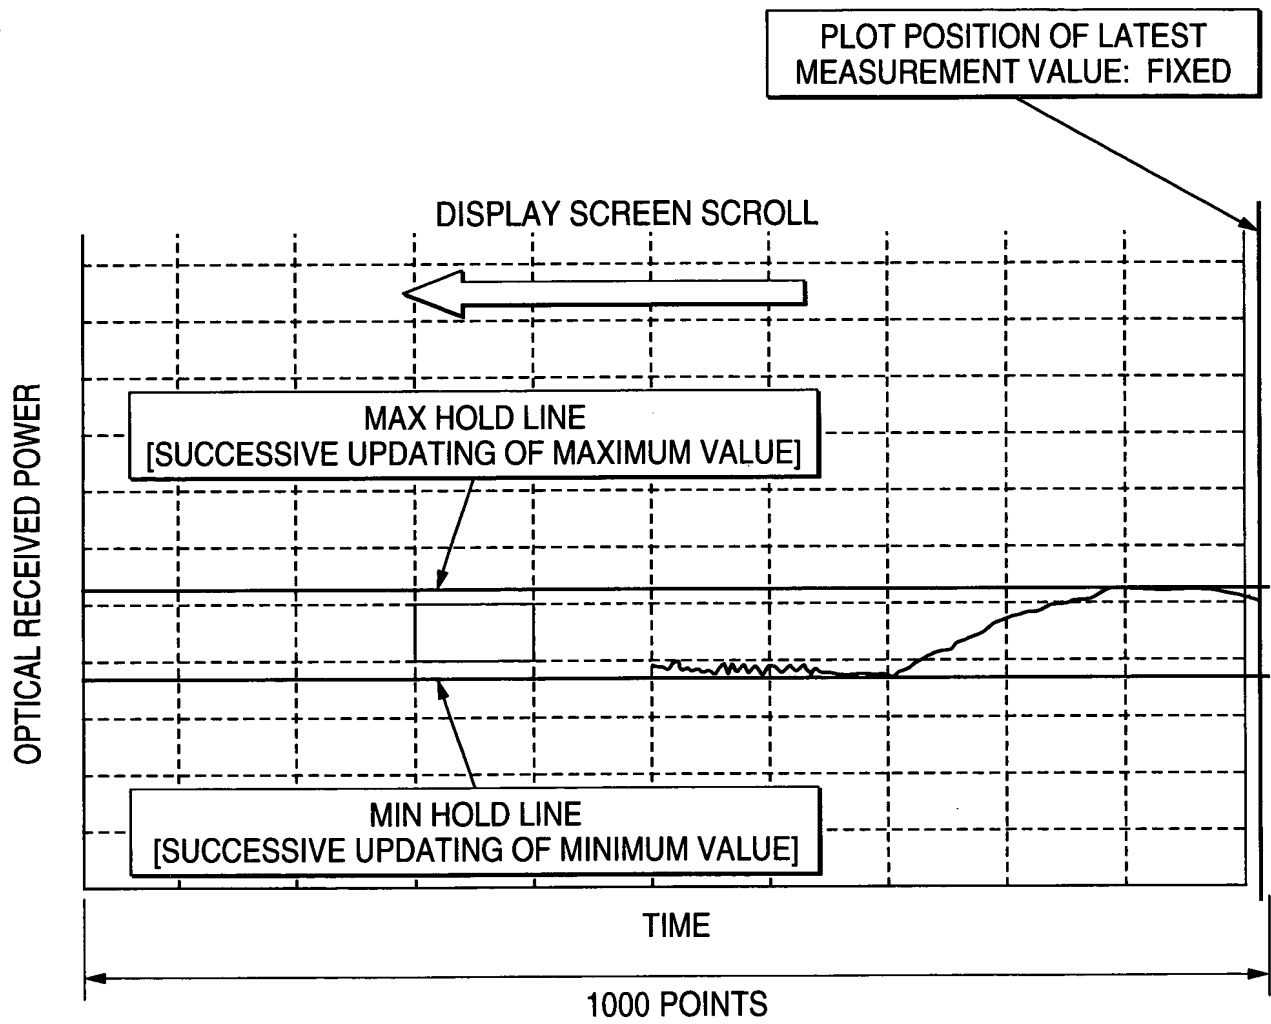 PLOT POSITION OF LATEST
MEASUREMENT VALUE: FIXED
DISPLAY SCREEN SCROLL
MAX HOLD LINE
[SUCCESSIVE UPDATING OF MAXIMUM VALUE]
OPTICAL RECEIVED POWER
MIN HOLD LINE
[SUCCESSIVE UPDATING OF MINIMUM VALUE]
TIME
1000 POINTS